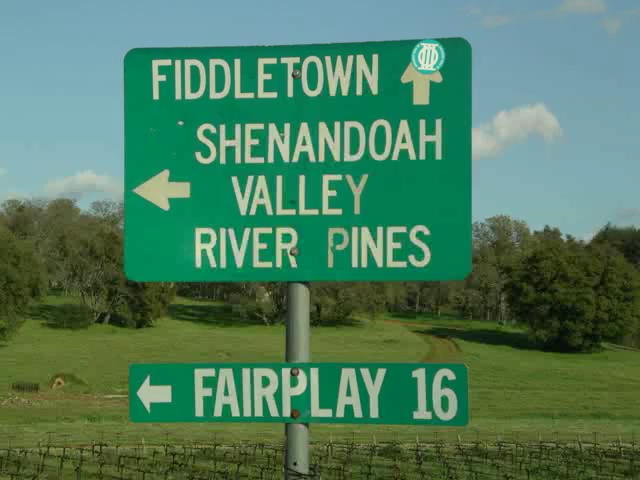 FIDDLETOWN
SHENANDOAH
VALLEY
RIVER PINES
FAIRPLAY 16